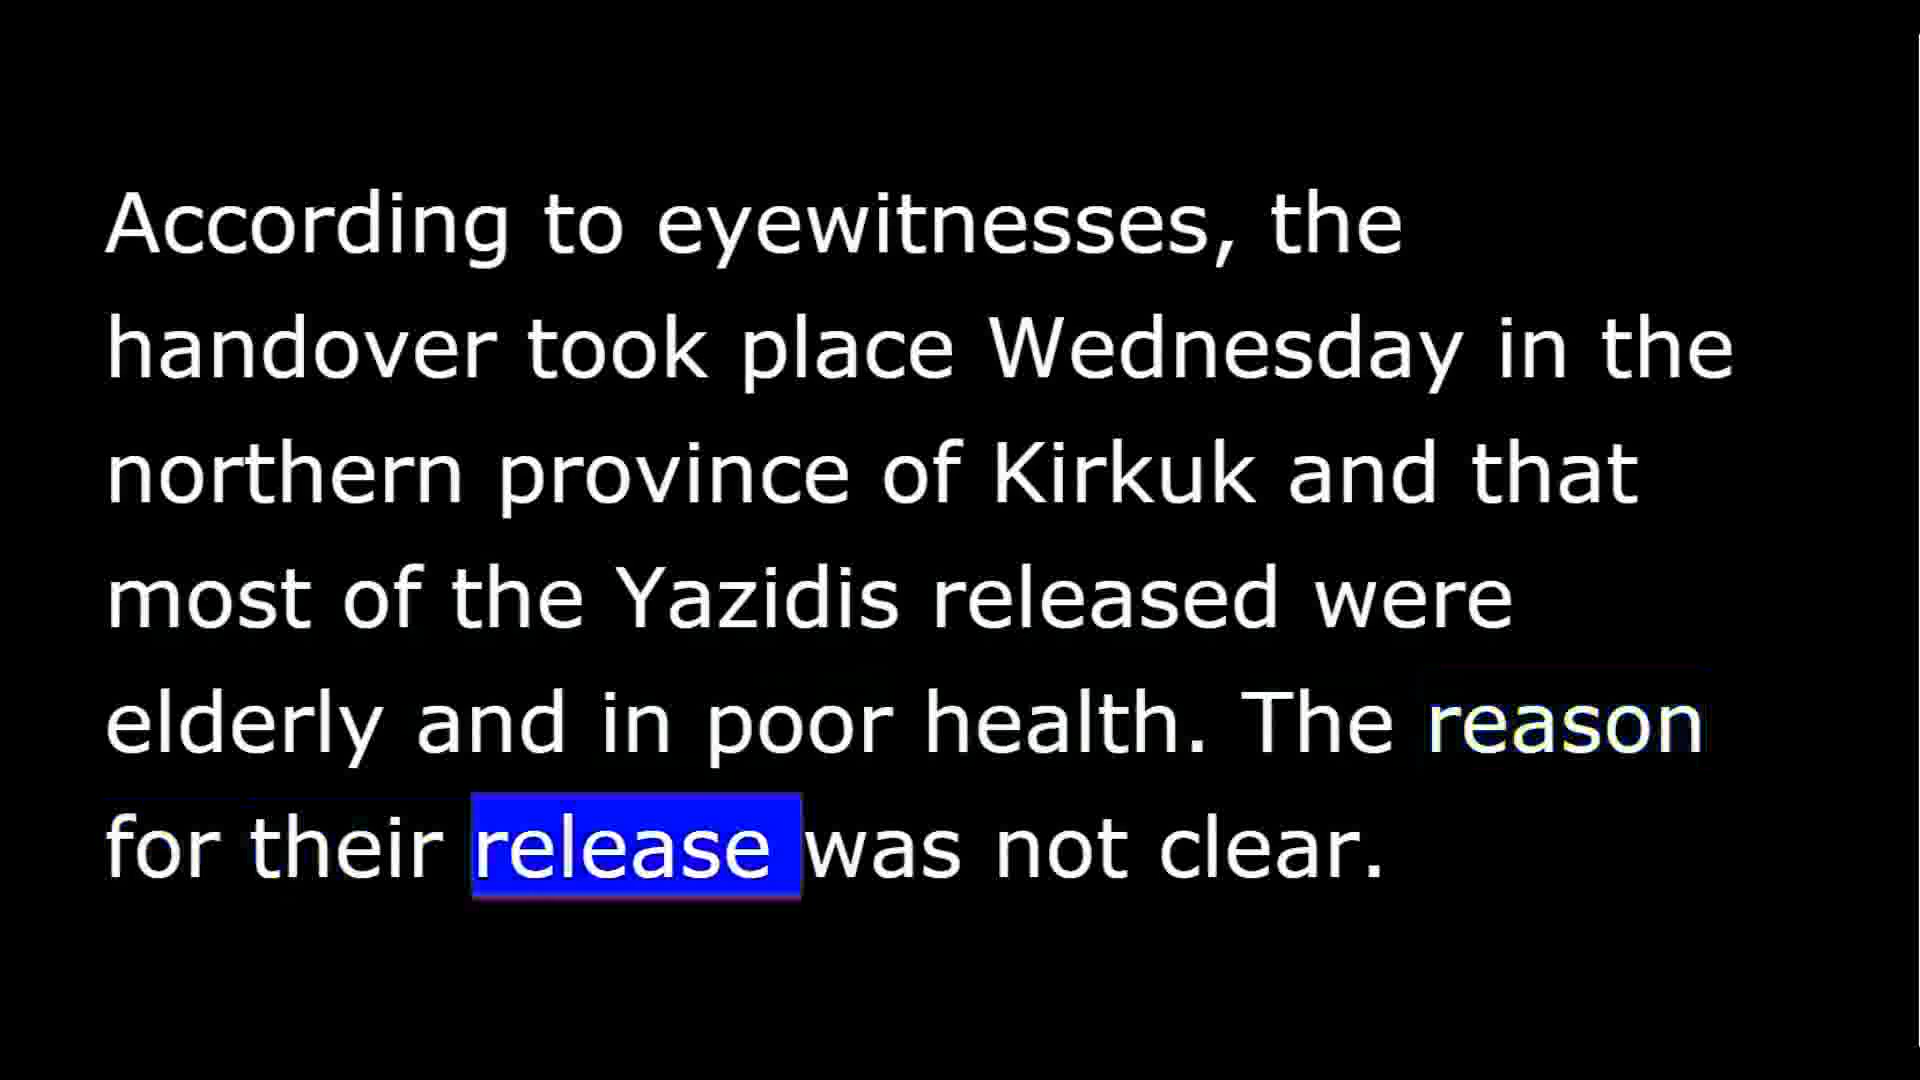 According to eyewitnesses, the
handover took place Wednesday in the
northern province of Kirkuk and that
most of the Yazidis released were
elderly and in poor health. The reason
for their release was not clear.